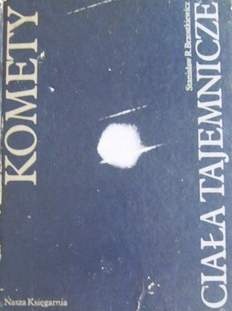 KOMETY
CIAŁA TAJEMNICZE
Stanisław R. Brzostkiewicz
Nasza Księgarnia